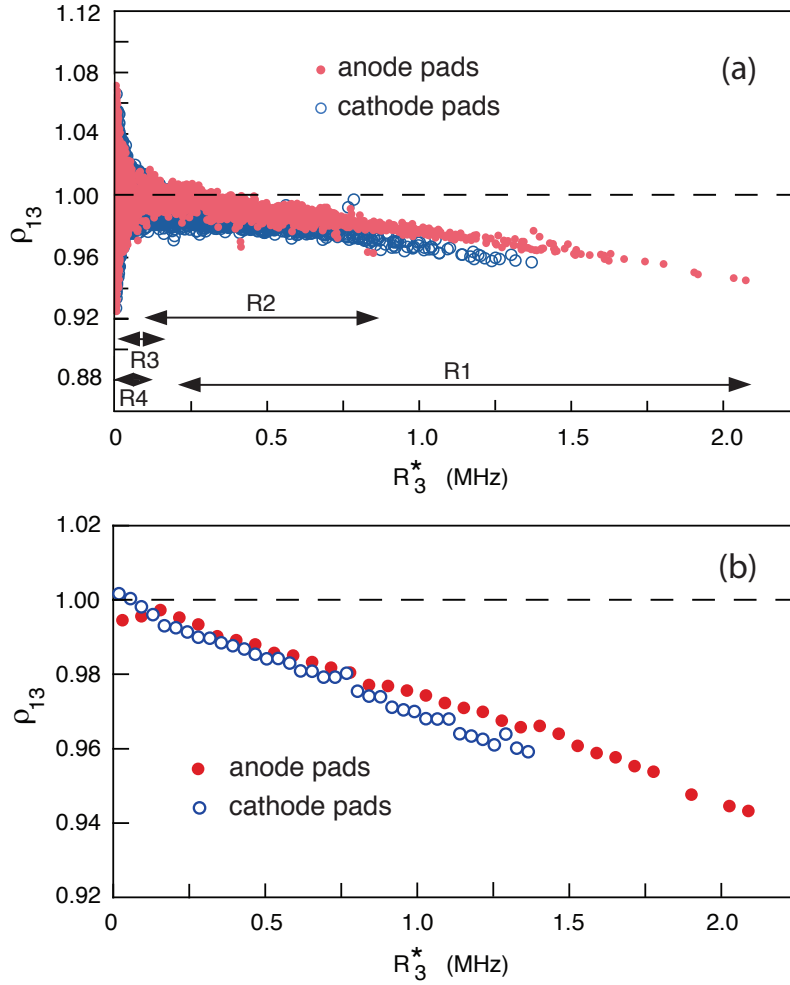 1.12
1.08
1.04
1.00
0.96
0.92
0.88
ρ13
(a)
anode pads
cathode pads
R2
R3
R1
R4
0 0.5 1.0 1.5 2.0
R*3 (MHz)
1.02
1.00
0.98
0.96
0.94
0.92
ρ13
(b)
anode pads
cathode pads
0 0.5 1.0 1.5 2.0
R*3 (MHz)